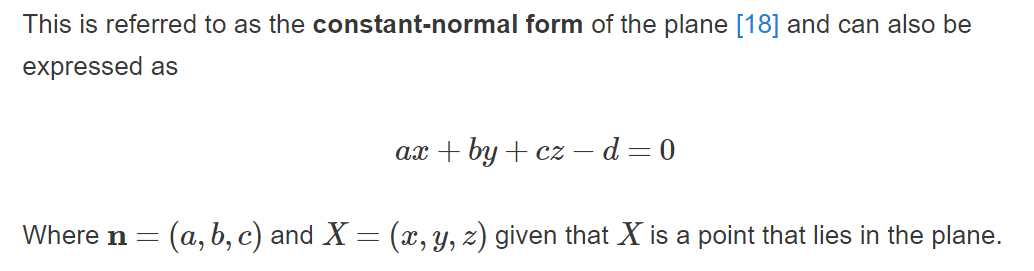 This is referred to as the constant-normal form of the plane [18] and can also be
expressed as
ax + by + cz − d = 0
Where n = (a, b, c) and X = (x, y, z) given that X is a point that lies in the plane.